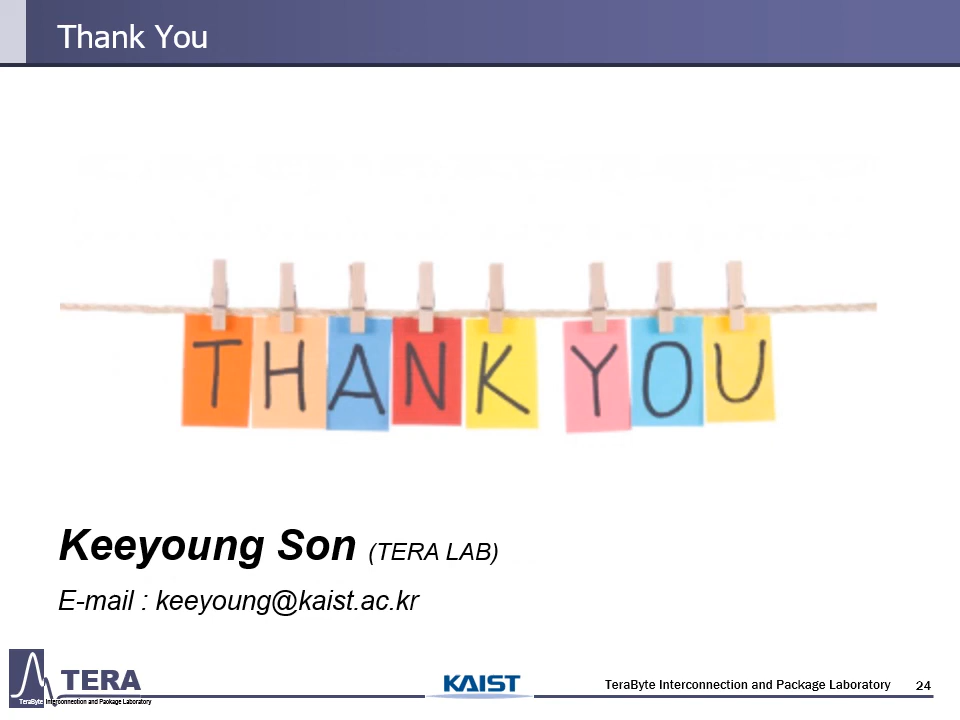 Thank You
THANK YOU
Keeyoung Son (TERA LAB)
E-mail : keeyoung@kaist.ac.kr
TERA
TeraByte Interconnection and Package Laboratory
KAIST
TeraByte Interconnection and Package Laboratory 24